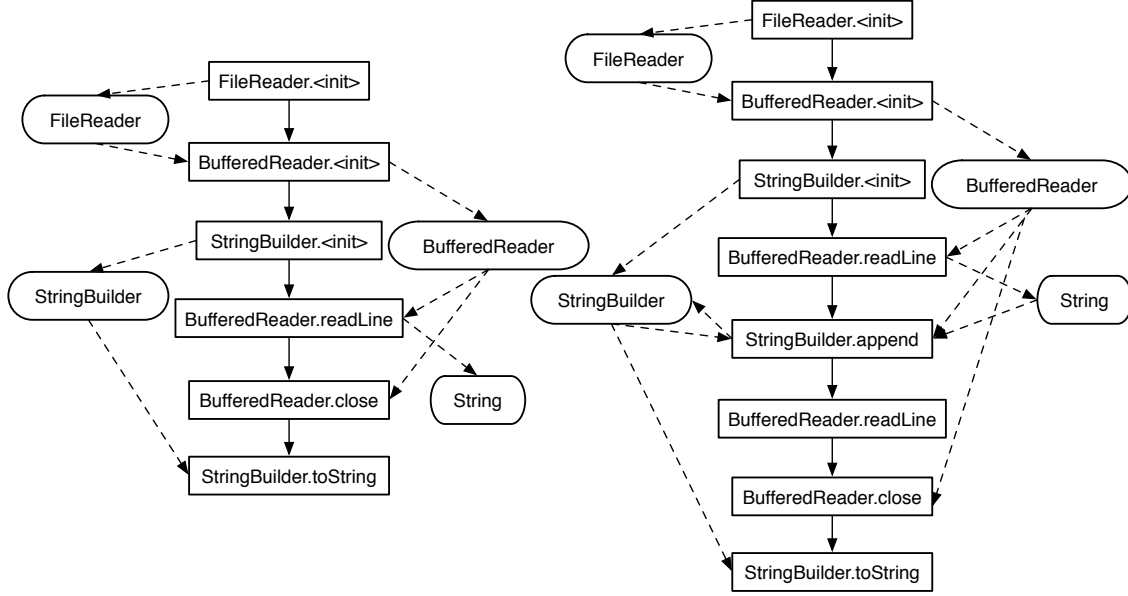 FileReader.<init>
FileReader
BufferedReader.<init>
StringBuilder.<init>
BufferedReader
StringBuilder
BufferedReader.readLine
BufferedReader.close
String
StringBuilder.toString
FileReader.<init>
FileReader
BufferedReader.<init>
StringBuilder.<init>
BufferedReader
BufferedReader.readLine
StringBuilder
String
StringBuilder.append
BufferedReader.readLine
BufferedReader.close
StringBuilder.toString